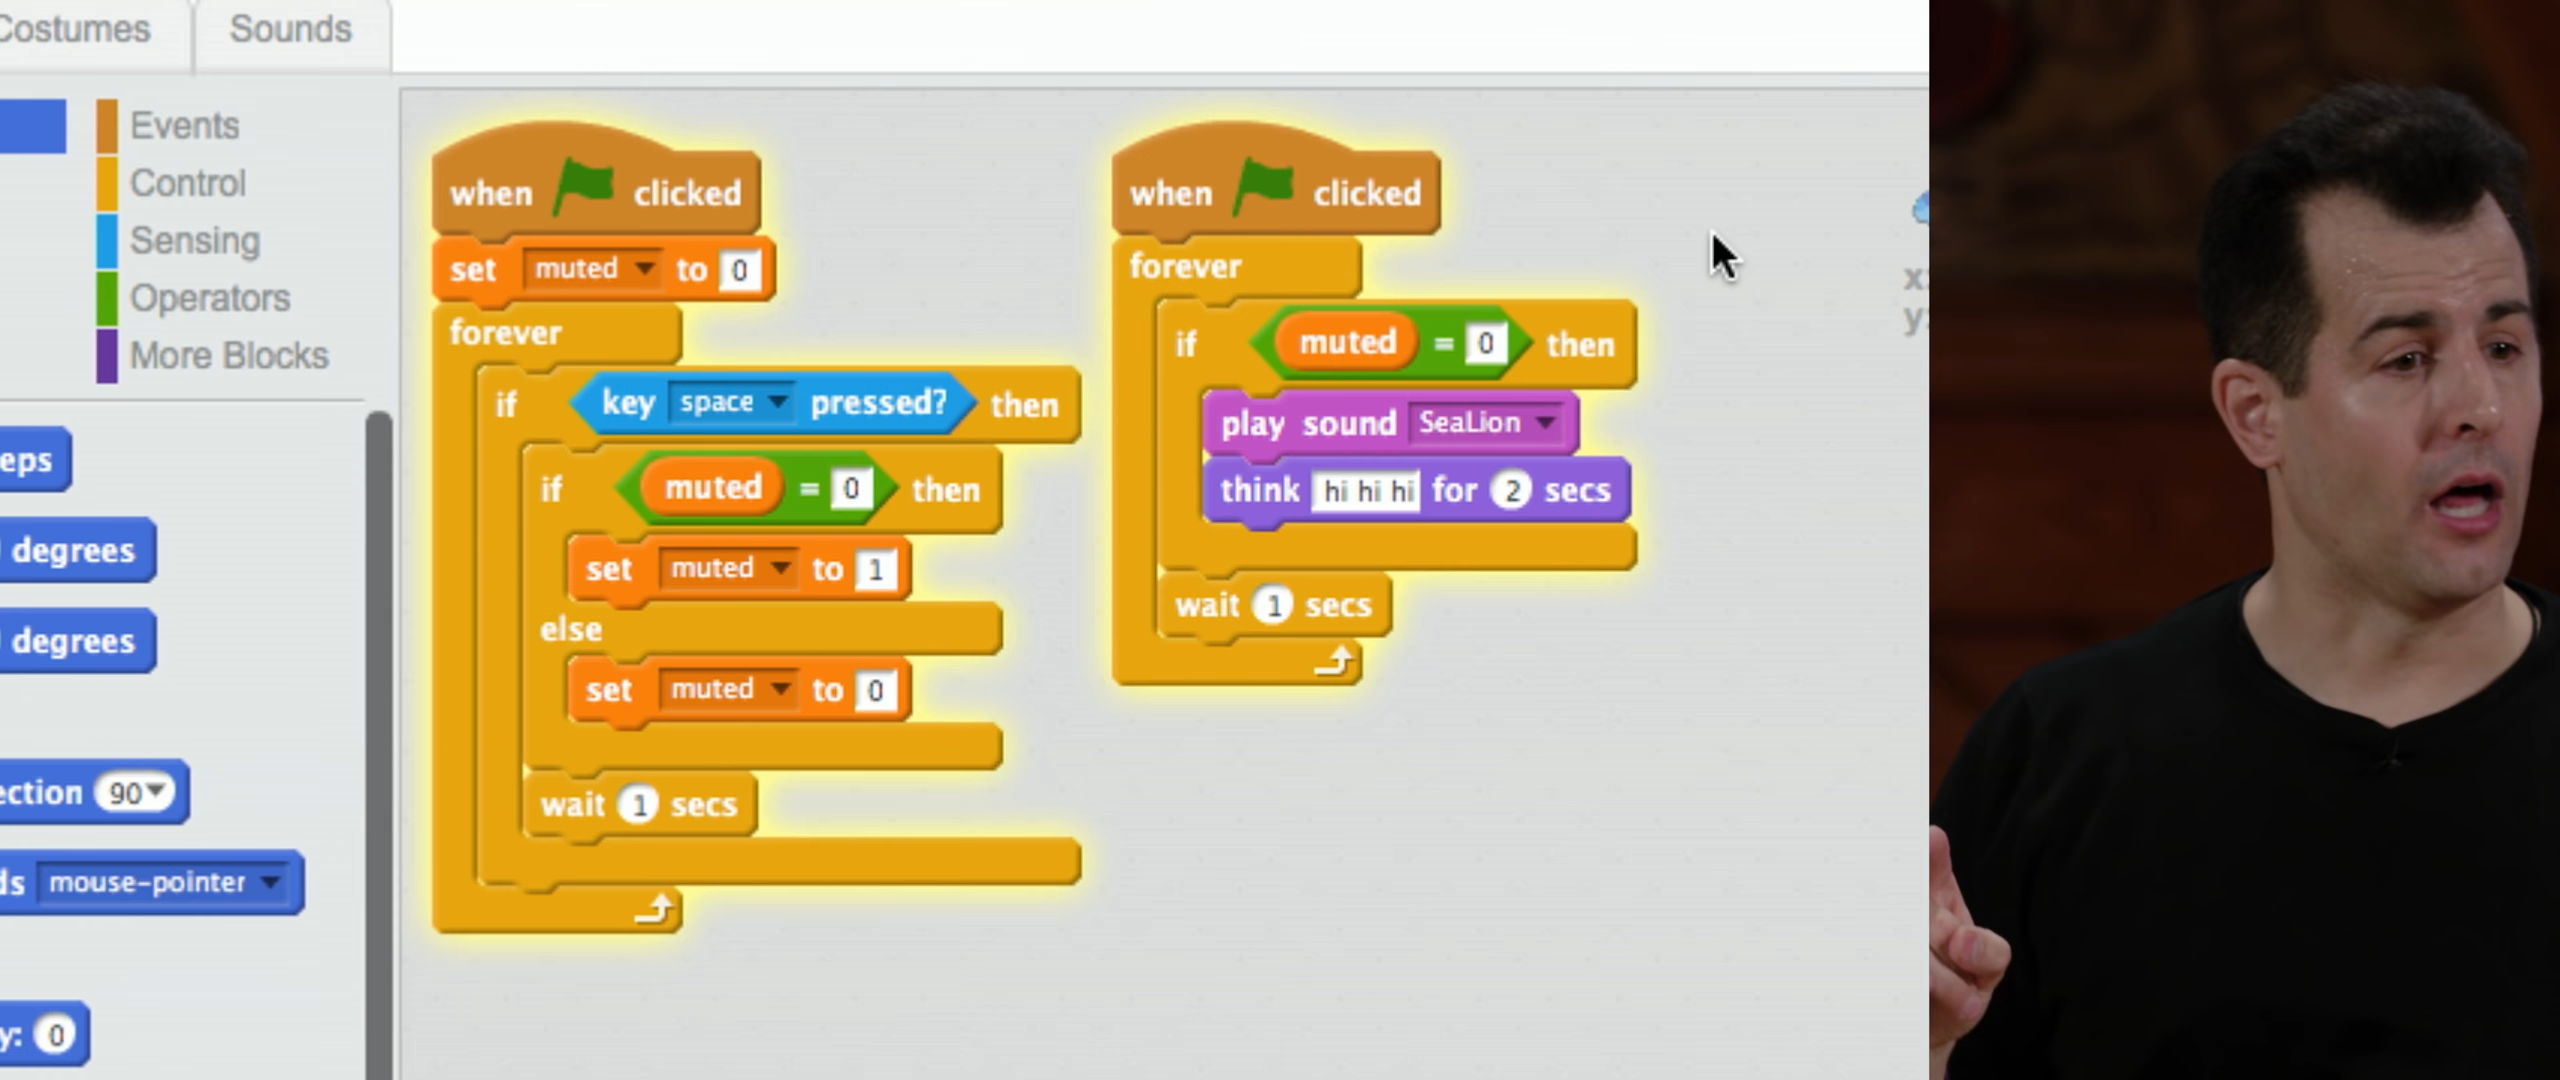 Costumes
Sounds
Events
Control
Sensing
Operators
More Blocks
eps
degrees
degrees
ection 90
ds mouse-pointer
y: 0
when clicked
set muted to 0
forever
if key space pressed? then
if muted = 0 then
set muted to 1
else
set muted to 0
wait 1 secs
when clicked
forever
if muted = 0 then
play sound SeaLion
think hi hi hi for 2 secs
wait 1 secs
x:
y: